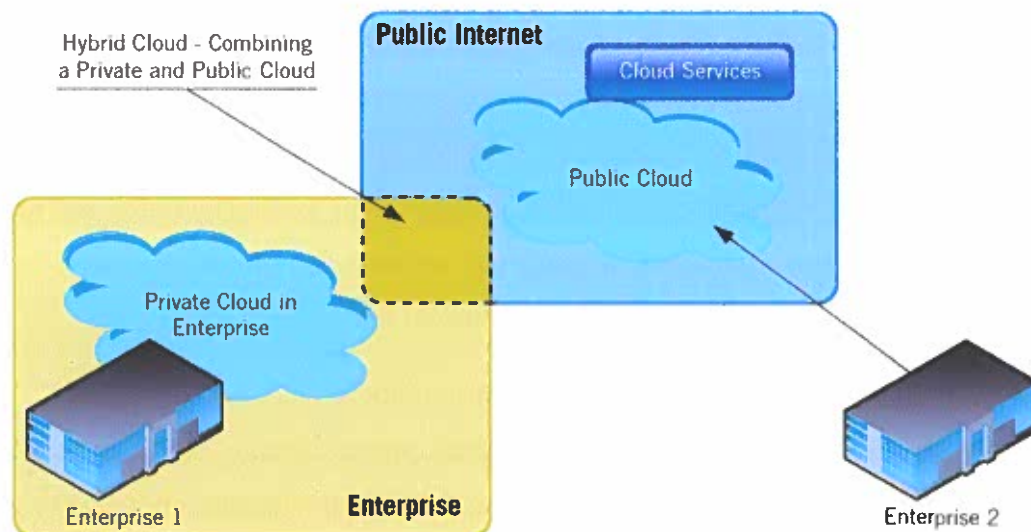 Hybrid Cloud - Combining
a Private and Public Cloud
Public Internet
Cloud Services
Public Cloud
Private Cloud in
Enterprise
Enterprise 1
Enterprise
Enterprise 2